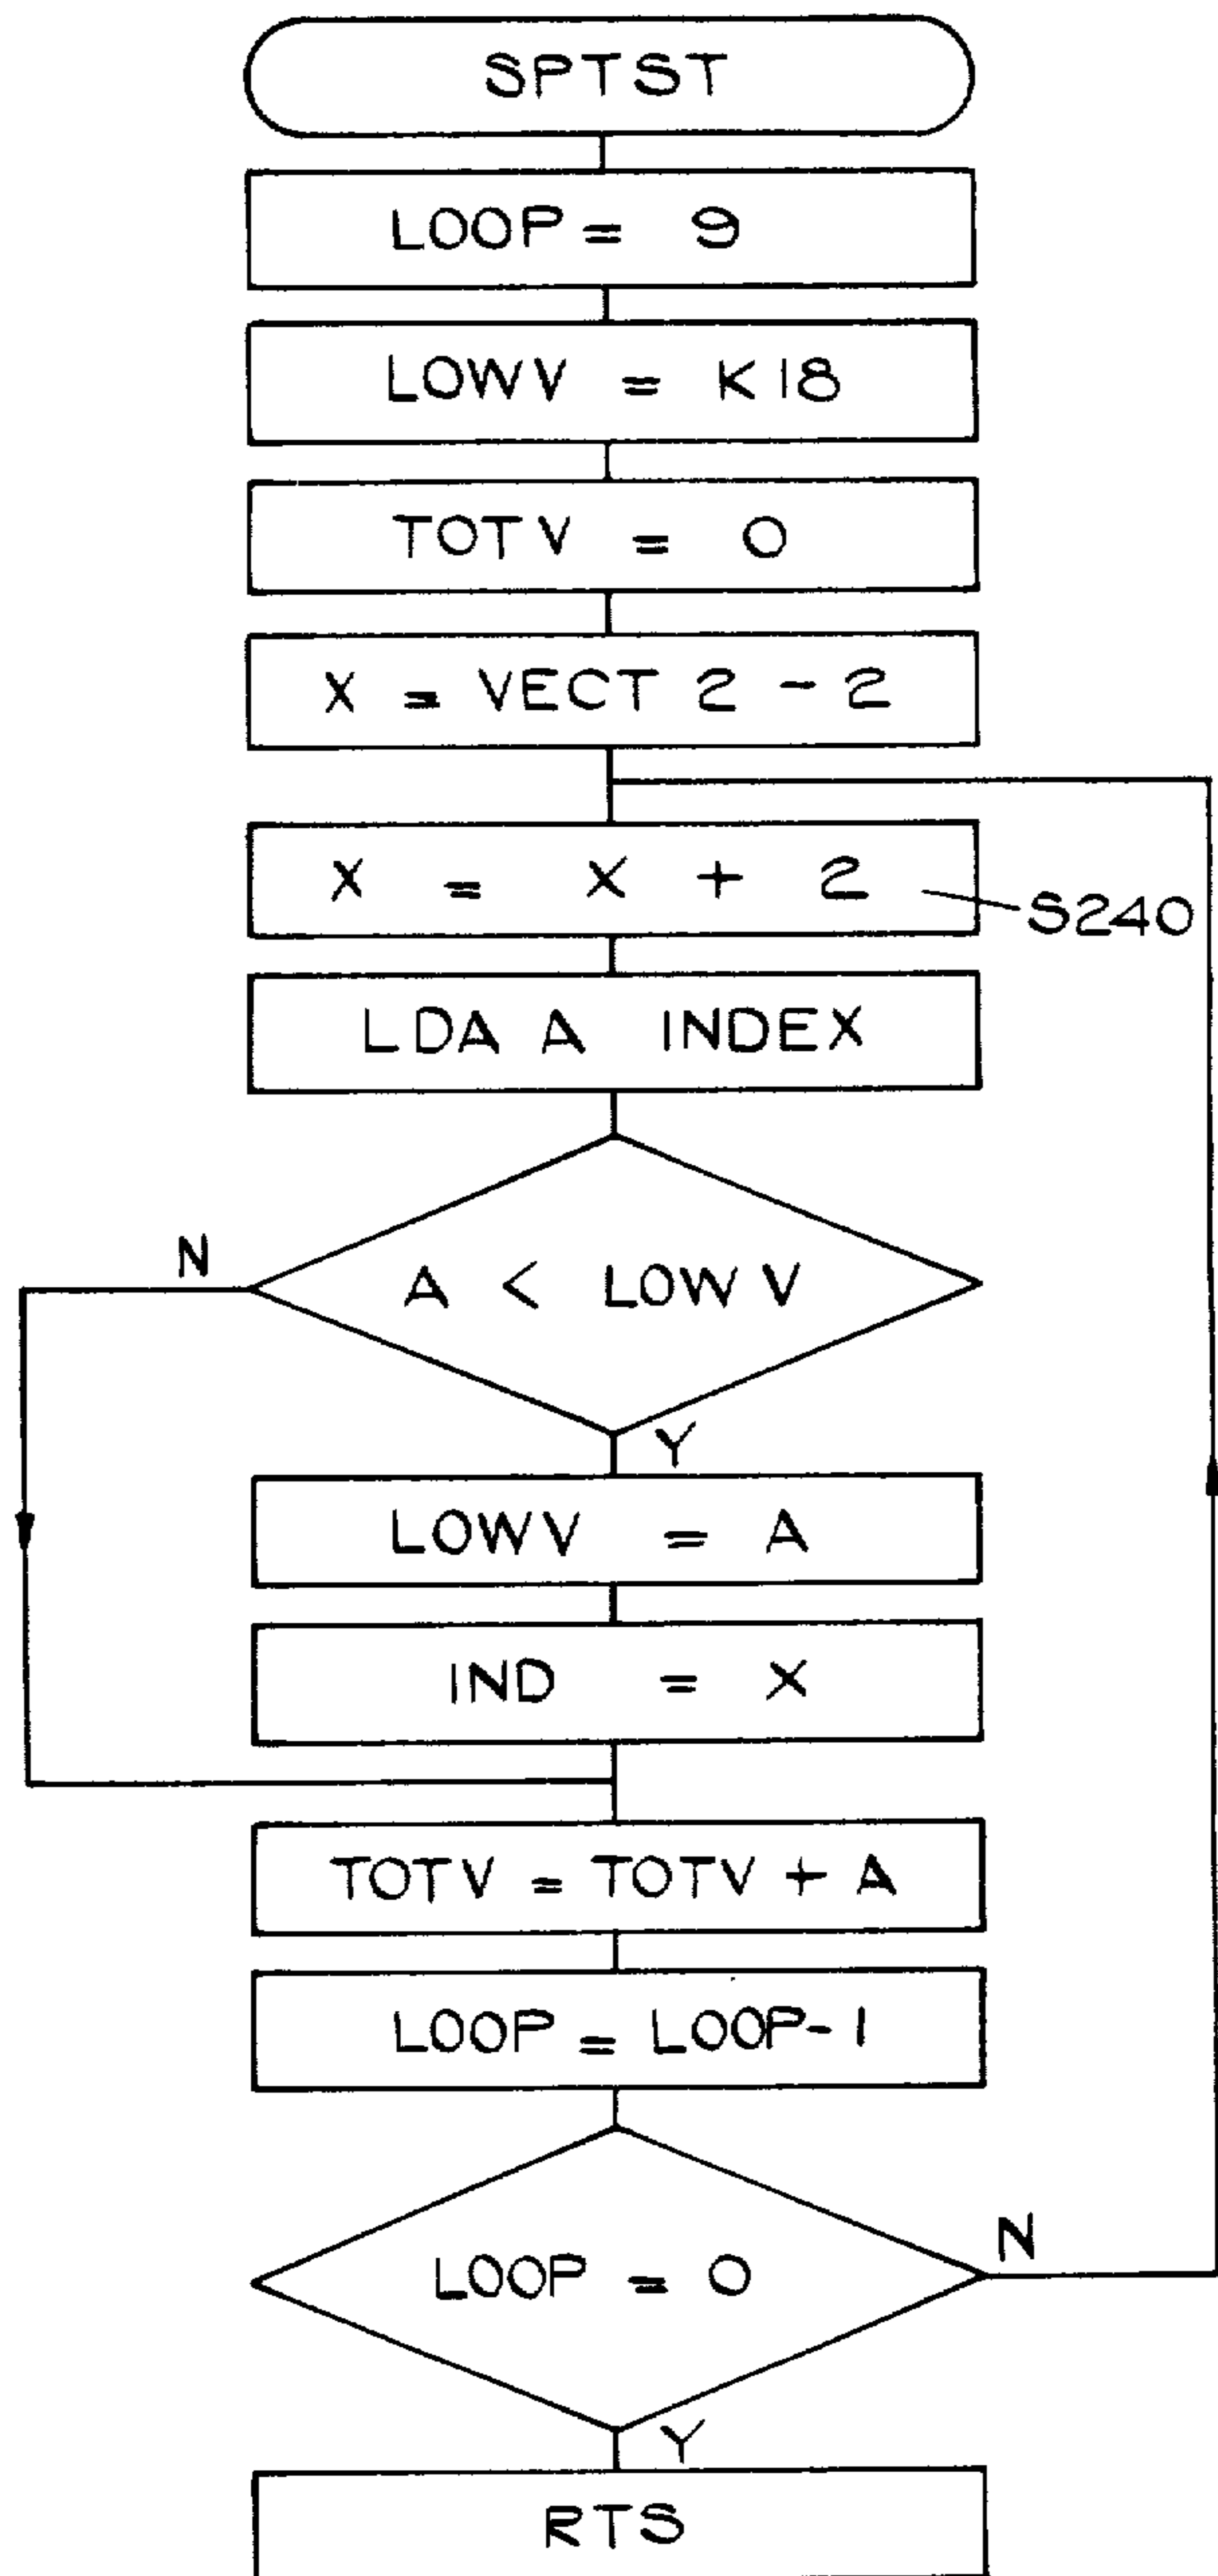 SPTST
LOOP = 9
LOWV = K18
TOTV = 0
X = VECT 2 - 2
X = X + 2
S240
LDA A INDEX
N
A < LOW V
Y
LOWV = A
IND = X
TOTV = TOTV + A
LOOP = LOOP-1
N
LOOP = 0
Y
RTS